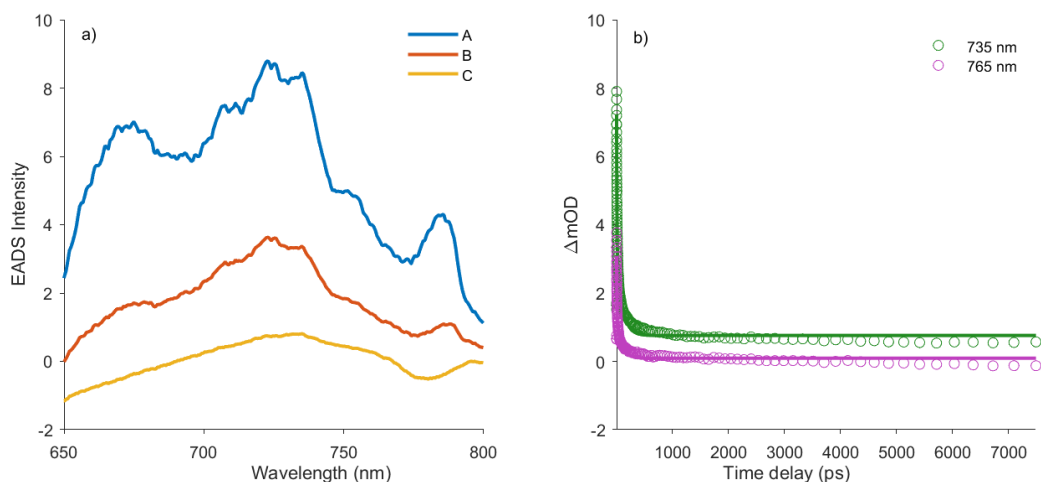 a)
A
B
C
EADS Intensity
10
8
6
4
2
0
-2
650
700
750
800
Wavelength (nm)
b)
735 nm
765 nm
ΔmOD
10
8
6
4
2
0
-2
1000
2000
3000
4000
5000
6000
7000
Time delay (ps)